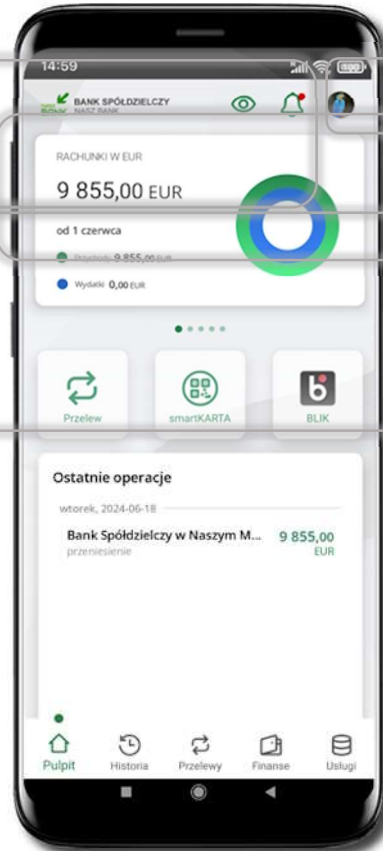 14:59
100
BANK SPÓŁDZIELCZY
NASZ BANK
RACHUNKI W EUR
9 855,00 EUR
od 1 czerwca
Przychody 9 855,00 EUR
Wydatki 0,00 EUR
Przelew
smartKARTA
BLIK
Ostatnie operacje
wtorek, 2024-06-18
Bank Spółdzielczy w Naszym M... 9 855,00
przeniesienie EUR
Pulpit Historia Przelewy Finanse Usługi